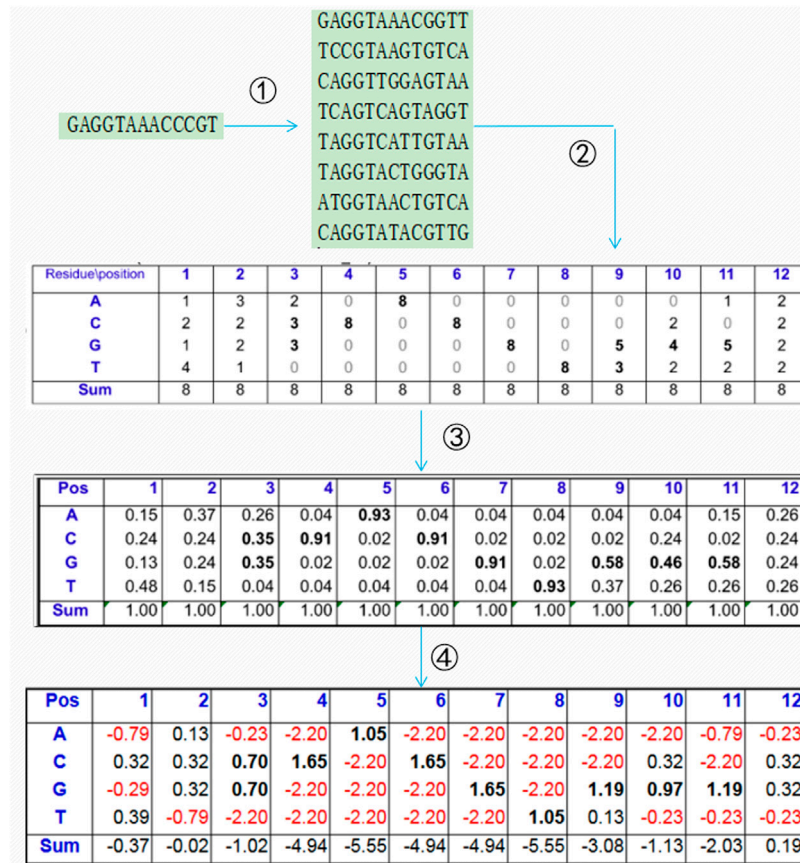 GAGGTAAACCCGT
①
GAGGTAAACGGTT
TCCGTAAGTGTCA
CAGGTTGGAGTAA
TCAGTCAGTAGGT
TAGGTCATTGTAA
TAGGTACTGGGTA
ATGGTAACTGTCA
CAGGTATACGTTG
②
Residue\position 1 2 3 4 5 6 7 8 9 10 11 12
A 1 3 2 0 8 0 0 0 0 0 1 2
C 2 2 3 8 0 8 0 0 0 2 0 2
G 1 2 3 0 0 0 8 0 5 4 5 2
T 4 1 0 0 0 0 0 8 3 2 2 2
Sum 8 8 8 8 8 8 8 8 8 8 8 8
③
Pos 1 2 3 4 5 6 7 8 9 10 11 12
A 0.15 0.37 0.26 0.04 0.93 0.04 0.04 0.04 0.04 0.04 0.15 0.26
C 0.24 0.24 0.35 0.91 0.02 0.91 0.02 0.02 0.02 0.24 0.02 0.24
G 0.13 0.24 0.35 0.02 0.02 0.02 0.91 0.02 0.58 0.46 0.58 0.24
T 0.48 0.15 0.04 0.04 0.04 0.04 0.04 0.93 0.37 0.26 0.26 0.26
Sum 1.00 1.00 1.00 1.00 1.00 1.00 1.00 1.00 1.00 1.00 1.00 1.00
④
Pos 1 2 3 4 5 6 7 8 9 10 11 12
A -0.79 0.13 -0.23 -2.20 1.05 -2.20 -2.20 -2.20 -2.20 -2.20 -0.79 -0.23
C 0.32 0.32 0.70 1.65 -2.20 1.65 -2.20 -2.20 -2.20 0.32 -2.20 0.32
G -0.29 0.32 0.70 -2.20 -2.20 -2.20 1.65 -2.20 1.19 0.97 1.19 0.32
T 0.39 -0.79 -2.20 -2.20 -2.20 -2.20 -2.20 1.05 0.13 -0.23 -0.23 -0.23
Sum -0.37 -0.02 -1.02 -4.94 -5.55 -4.94 -4.94 -5.55 -3.08 -1.13 -2.03 0.19